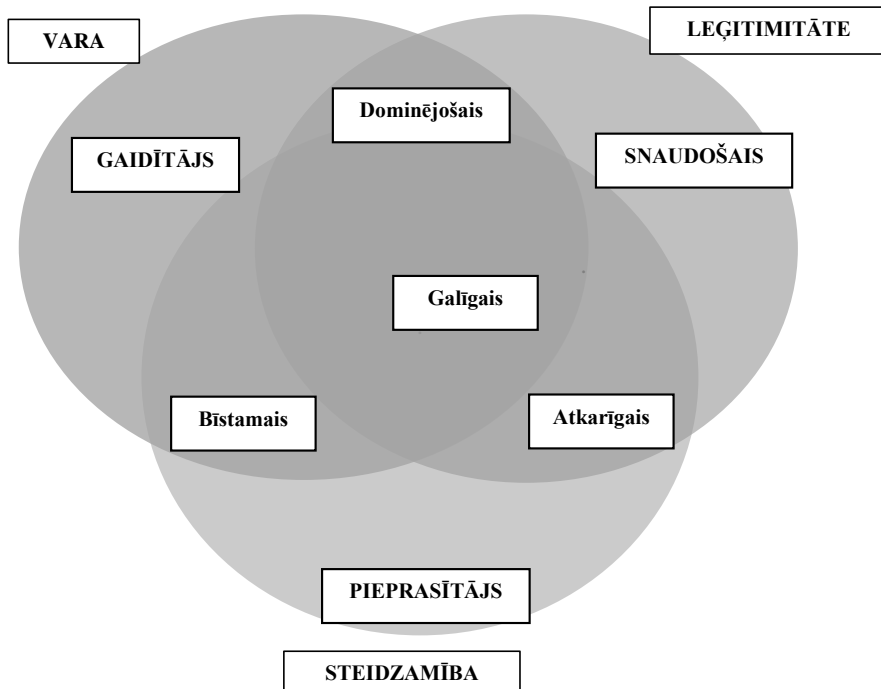 VARA
LEĢITIMITĀTE
Dominējošais
GAIDĪTĀJS
SNAUDOŠAIS
Galīgais
Bīstamais
Atkarīgais
PIEPRASĪTĀJS
STEIDZAMĪBA